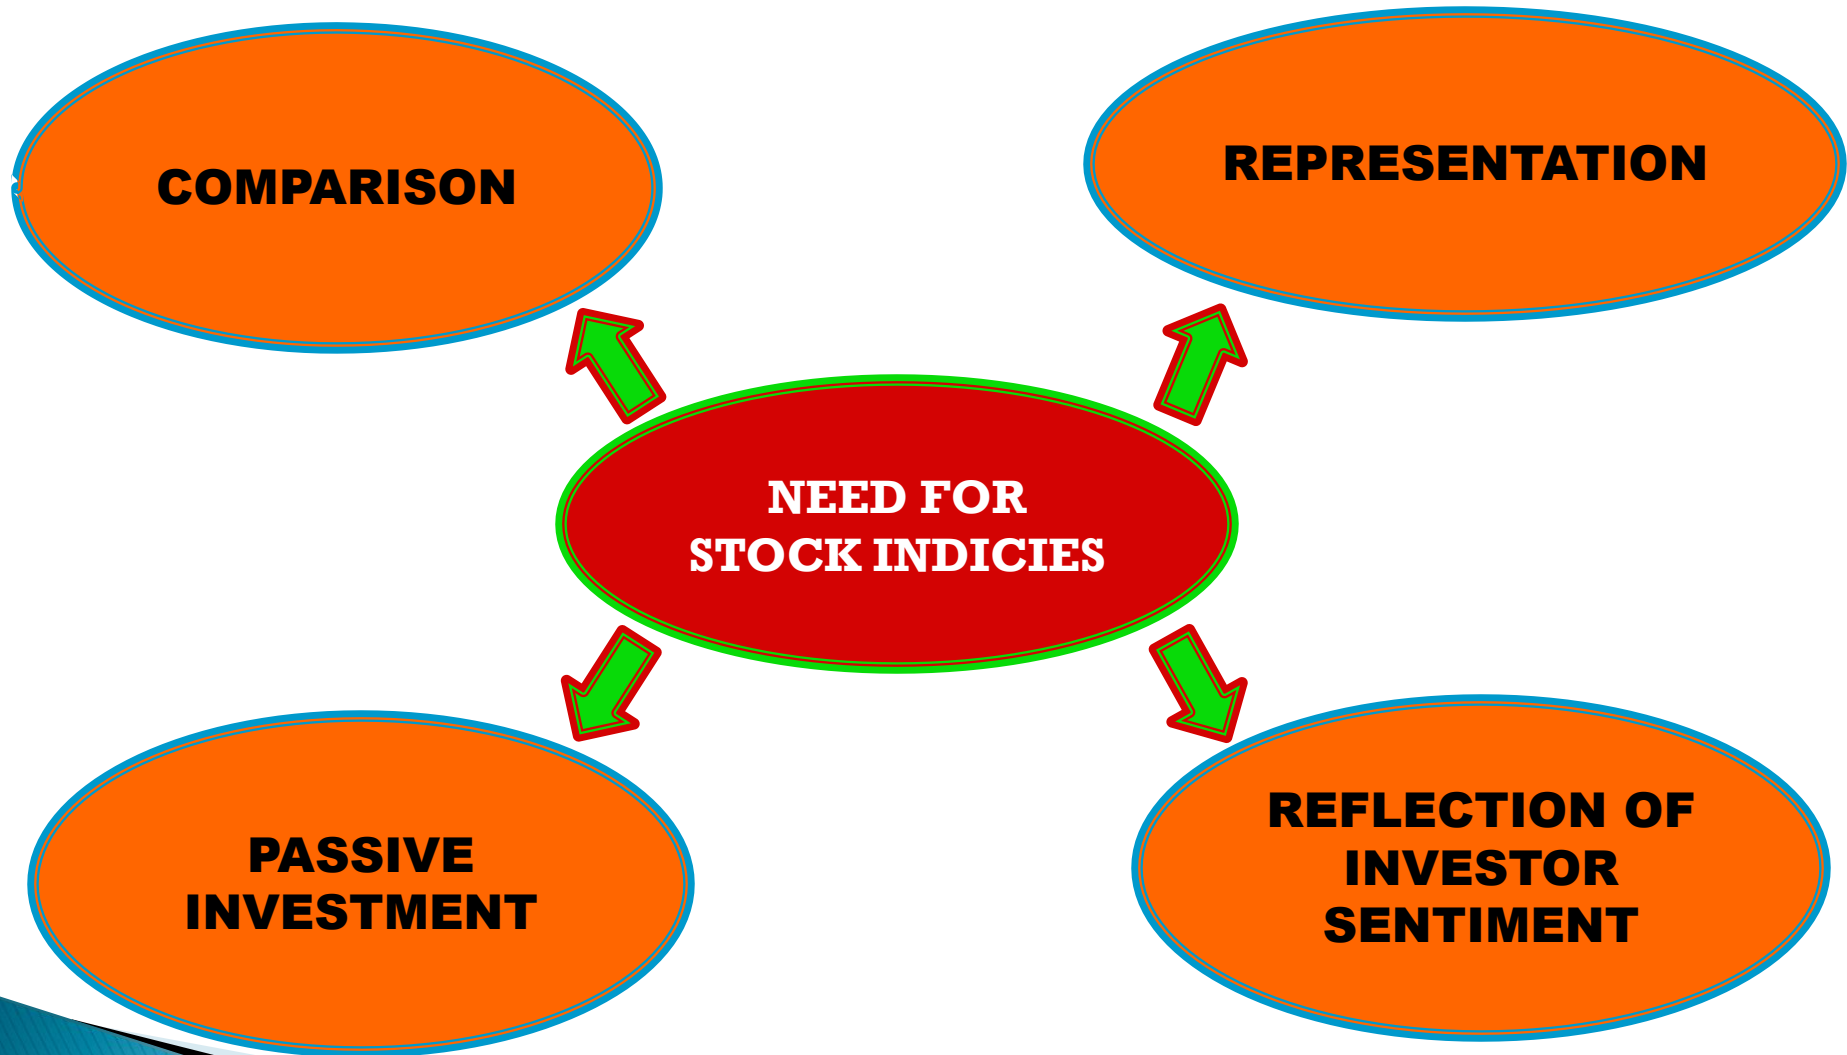 COMPARISON
REPRESENTATION
NEED FOR
STOCK INDICIES
PASSIVE
INVESTMENT
REFLECTION OF
INVESTOR
SENTIMENT